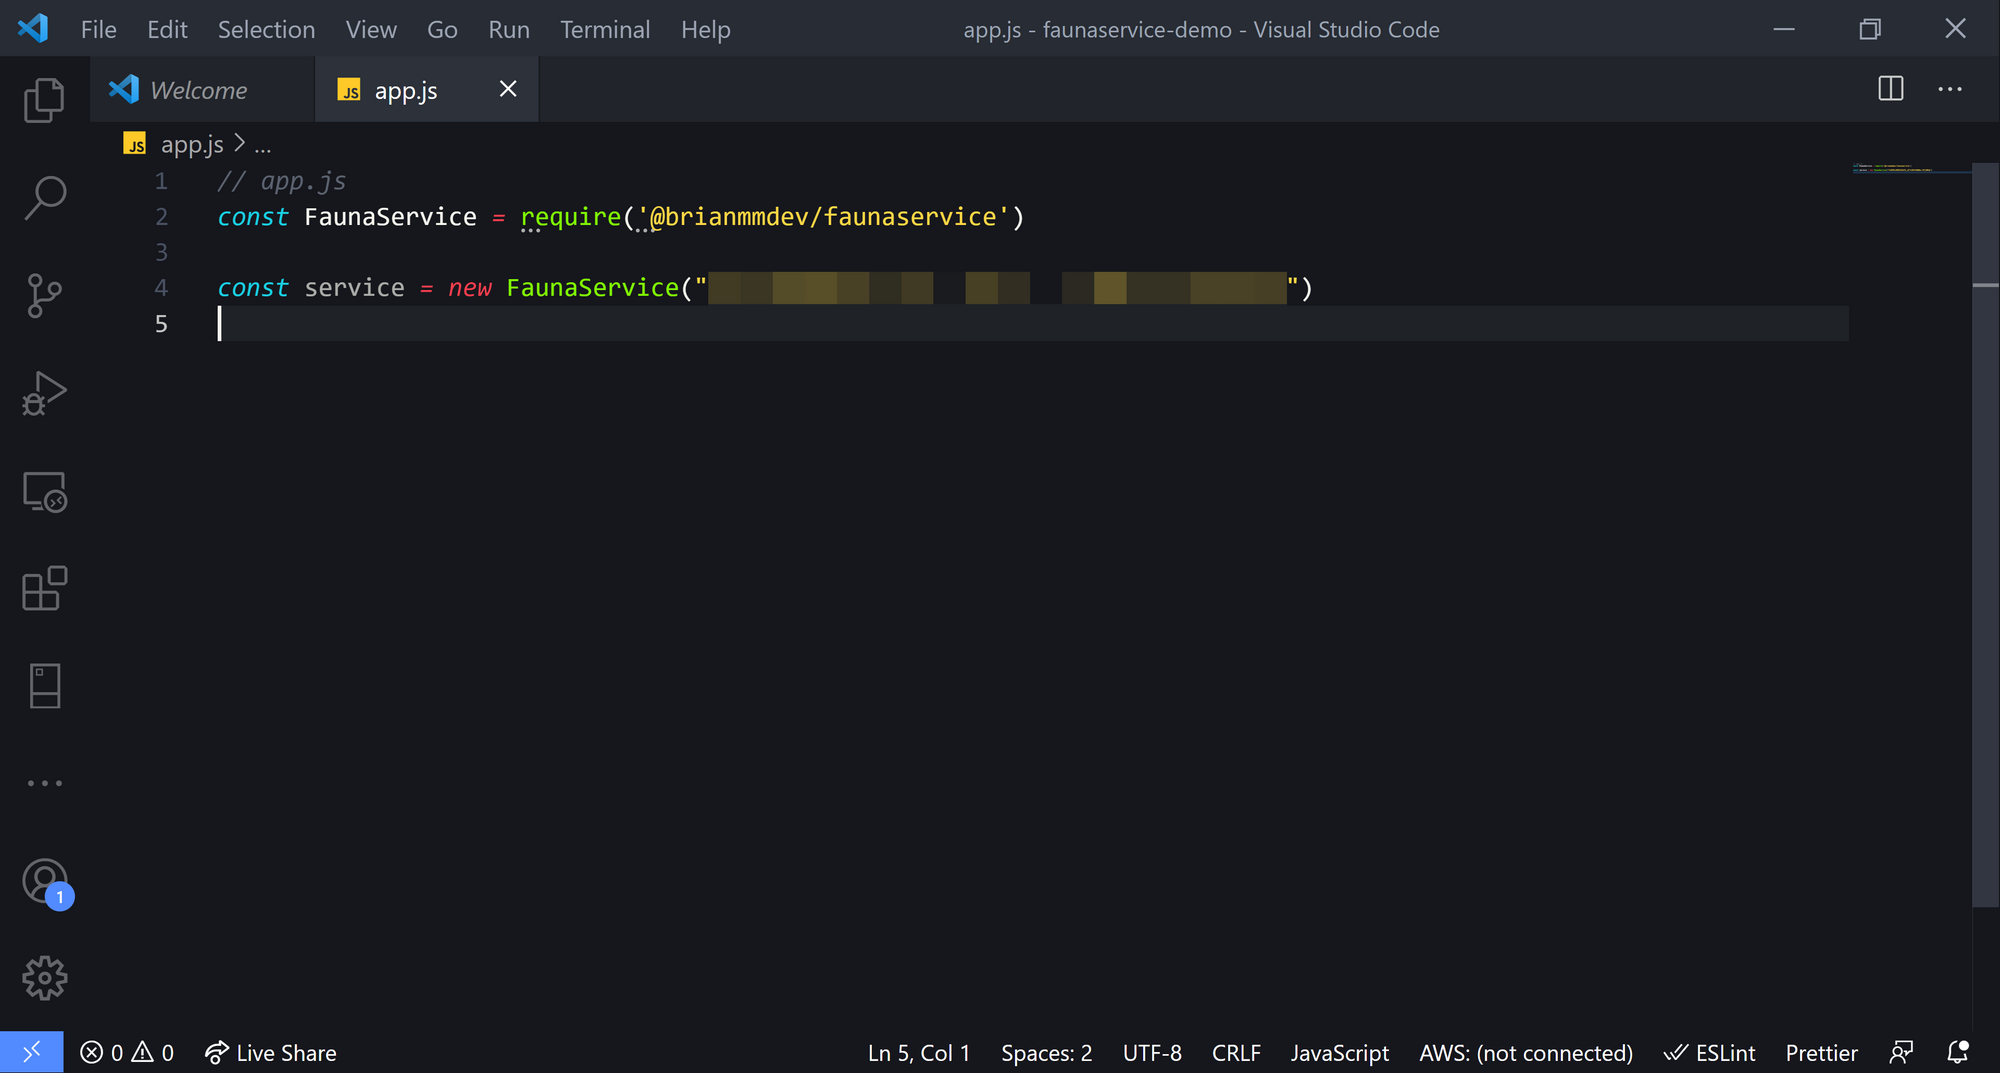 File Edit Selection View Go Run Terminal Help app.js - faunaservice-demo - Visual Studio Code
Welcome JS app.js
JS app.js > ...
1 // app.js
2 const FaunaService = require('@brianmmdev/faunaservice')
3
4 const service = new FaunaService("")
5
1
0 0 Live Share Ln 5, Col 1 Spaces: 2 UTF-8 CRLF JavaScript AWS: (not connected) ESLint Prettier